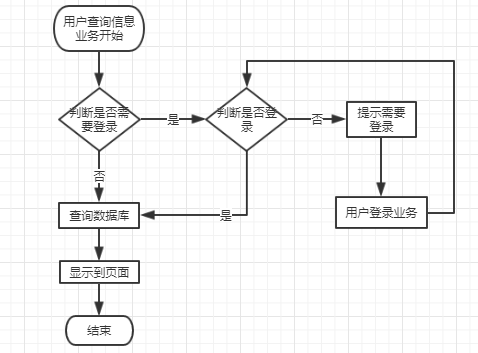 用户查询信息
业务开始
判断是否需
要登录
是
判断是否登
录
否
提示需要
登录
否
查询数据库
是
用户登录业务
显示到页面
结束